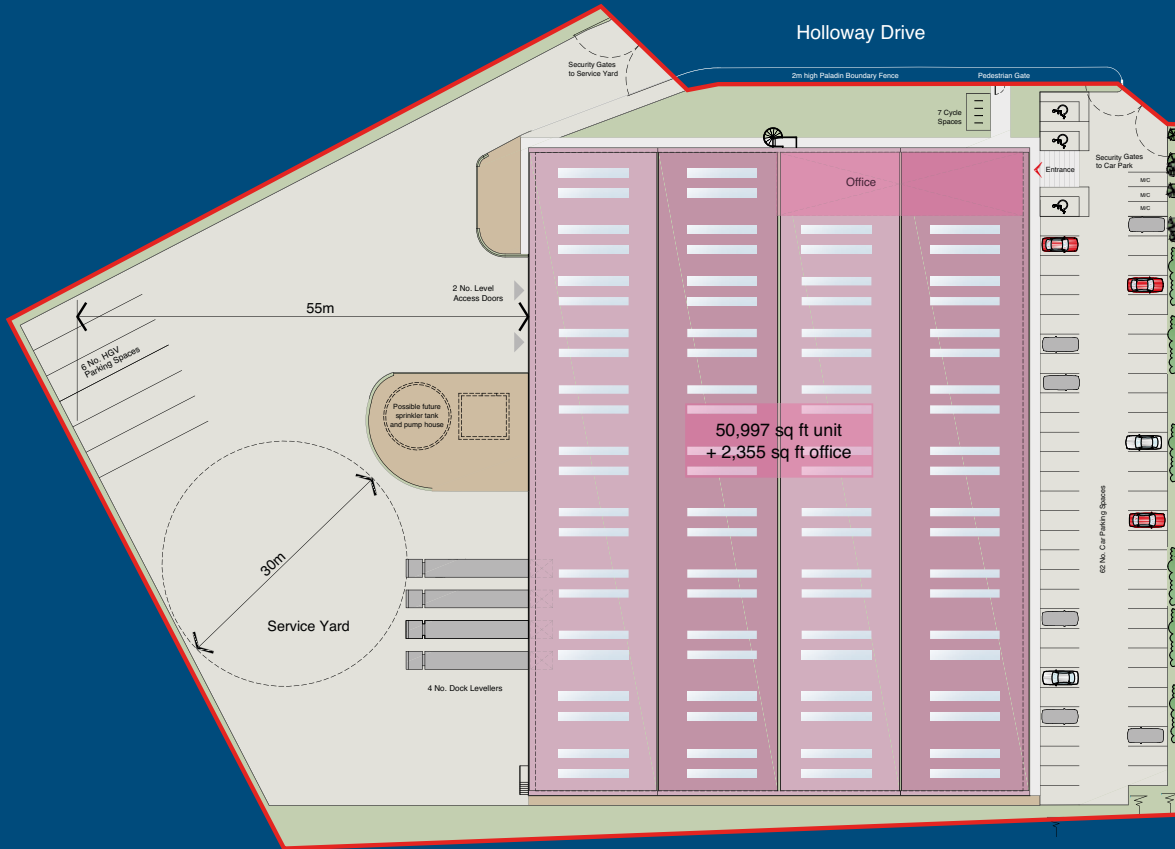 Holloway Drive
Security Gates
to Service Yard
2m high Paladin Boundary Fence
Pedestrian Gate
7 Cycle
Spaces
Security Gates
to Car Park
Entrance
M/C
M/C
M/C
Office
2 No. Level
Access Doors
55m
6 No. HGV
Parking Spaces
Possible future
sprinkler tank
and pump house
50,997 sq ft unit
+ 2,355 sq ft office
62 No. Car Parking Spaces
30m
Service Yard
4 No. Dock Levellers